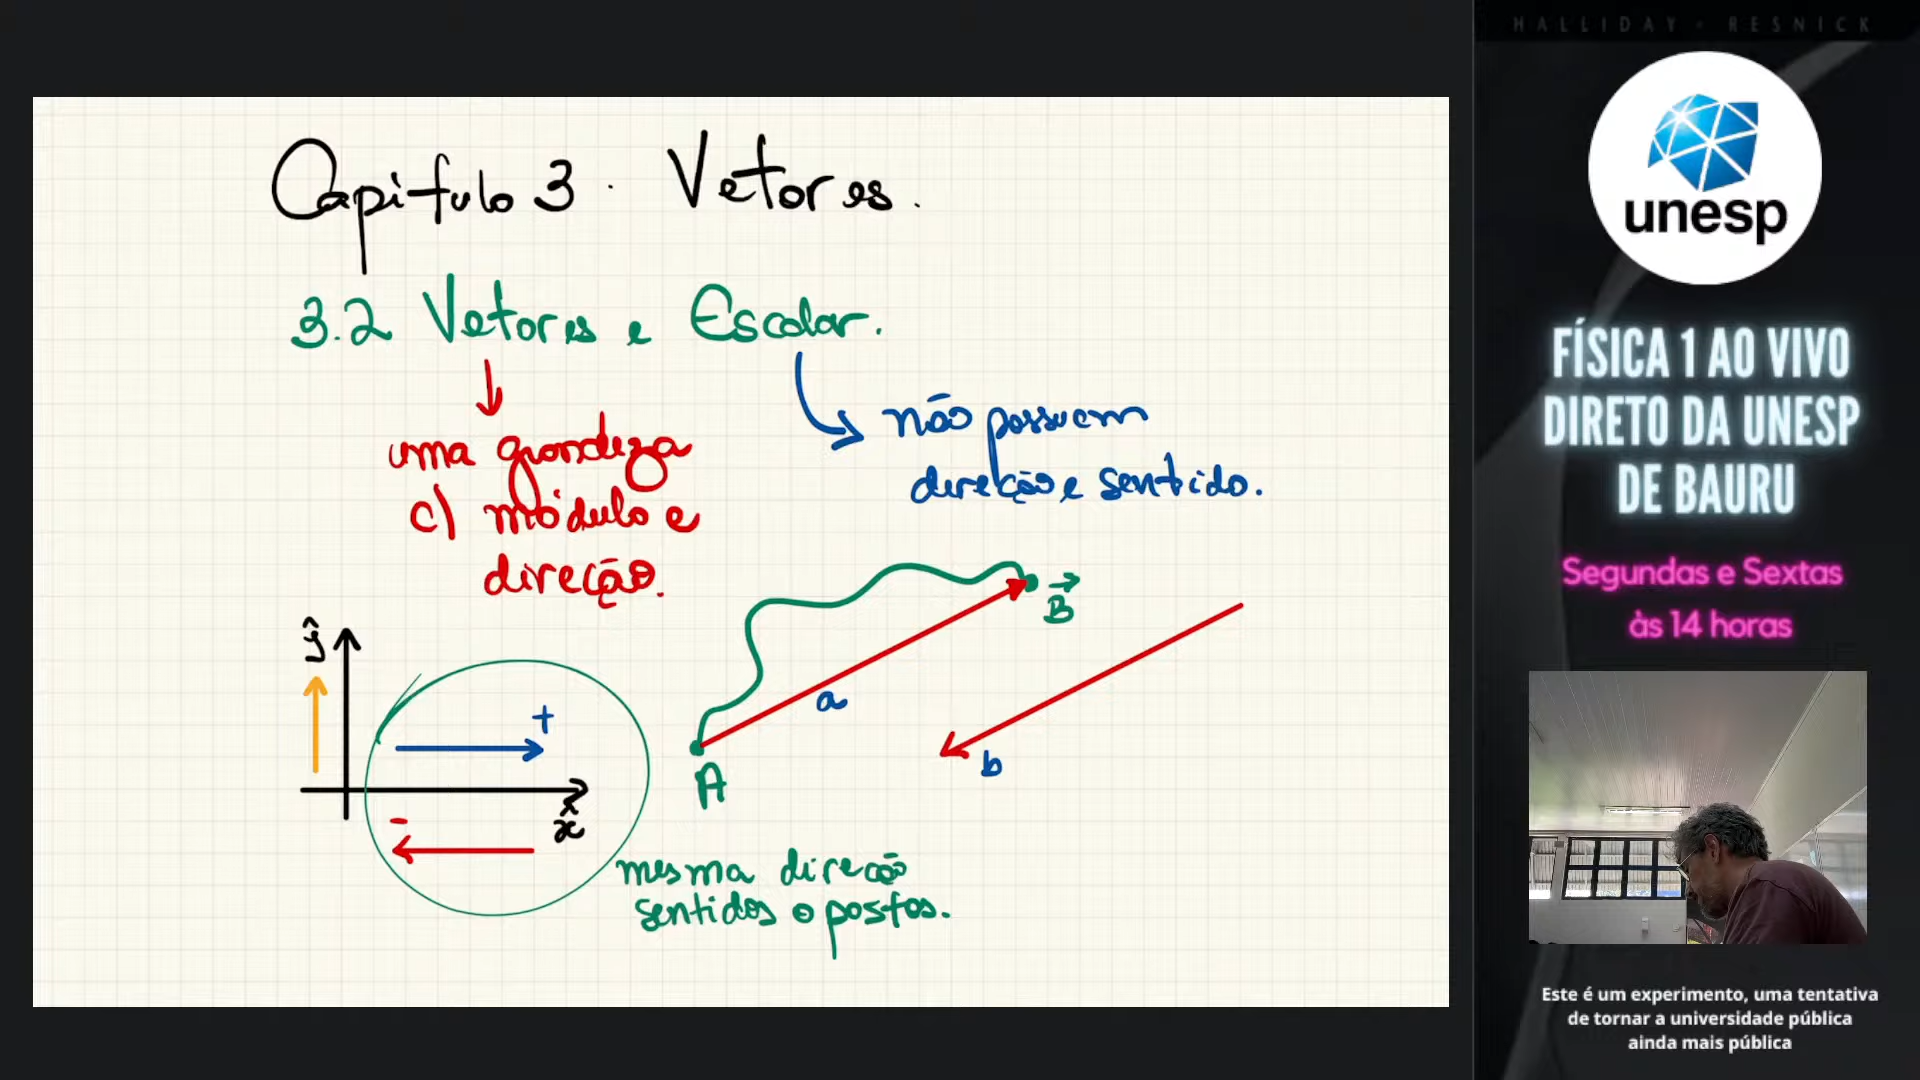 Capitulo 3. Vetores.
3.2 Vetores e Escalar.
uma grandeza
c) módulo e
direção.
não possuem
direção e sentido.
ŷ
+
x̂
-
A
a
B⃗
b
mesma direção
sentidos opostos.
HALLIDAY • RESNICK
unesp
FÍSICA 1 AO VIVO
DIRETO DA UNESP
DE BAURU
Segundas e Sextas
às 14 horas
Este é um experimento, uma tentativa
de tornar a universidade pública
ainda mais pública